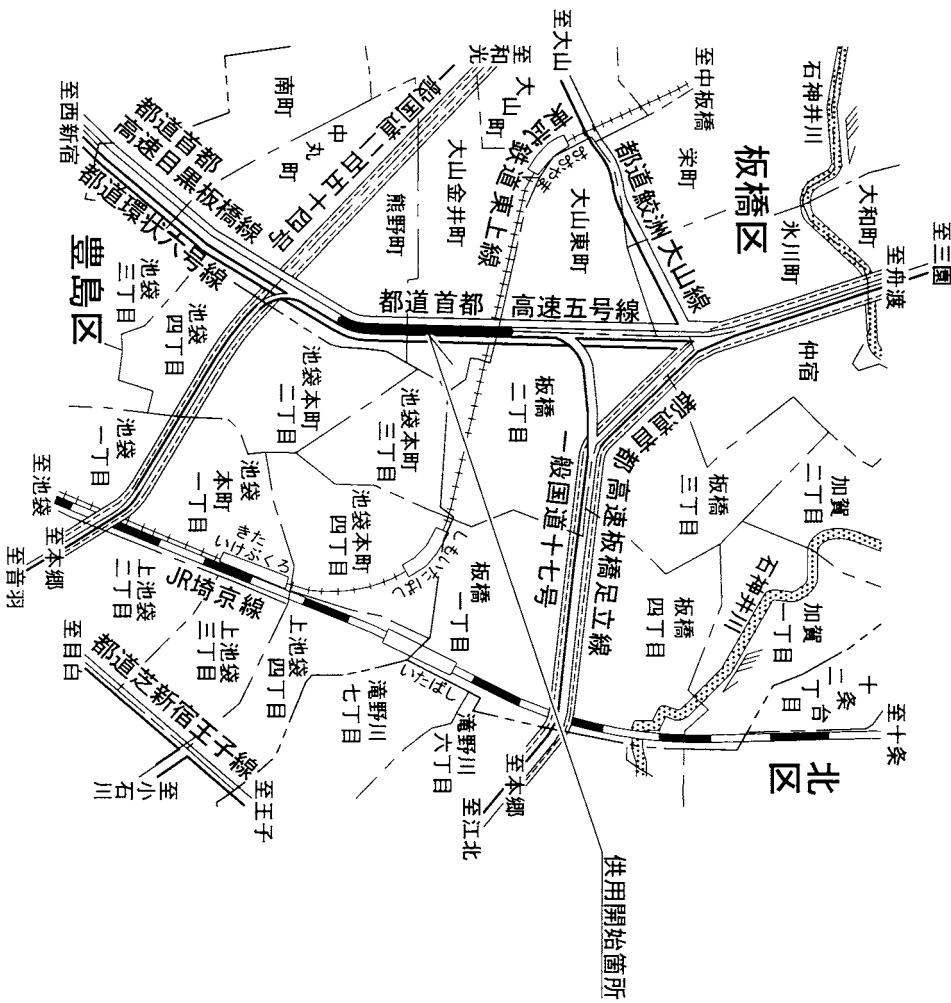 至三園
至舟渡
大和町
石神井川
氷川町
板橋区
仲宿
栄町
至中板橋
都道鮫洲大山線
至大山
大山東町
おおやま
東武鉄道東上線
大山町
至和光
大山金井町
一般国道二百五十四号
熊野町
中丸町
南町
都道首都高速目黒板橋線
都道環状六号線
至西新宿
豊島区
池袋三丁目
池袋四丁目
都道首都高速五号線
板橋二丁目
池袋本町三丁目
池袋本町二丁目
都道首都高速板橋足立線
一般国道十七号
板橋三丁目
加賀二丁目
石神井川
加賀一丁目
板橋四丁目
十条台一丁目
至十条
北区
池袋一丁目
池袋本町一丁目
池袋本町四丁目
しもいたばし
板橋一丁目
きたいけぶくろ
JR埼京線
至池袋
至本郷
至音羽
上池袋二丁目
上池袋三丁目
上池袋四丁目
いたばし
滝野川七丁目
滝野川六丁目
至本郷
至江北
至目白
都道芝新宿王子線
至小石川
至王子
供用開始箇所